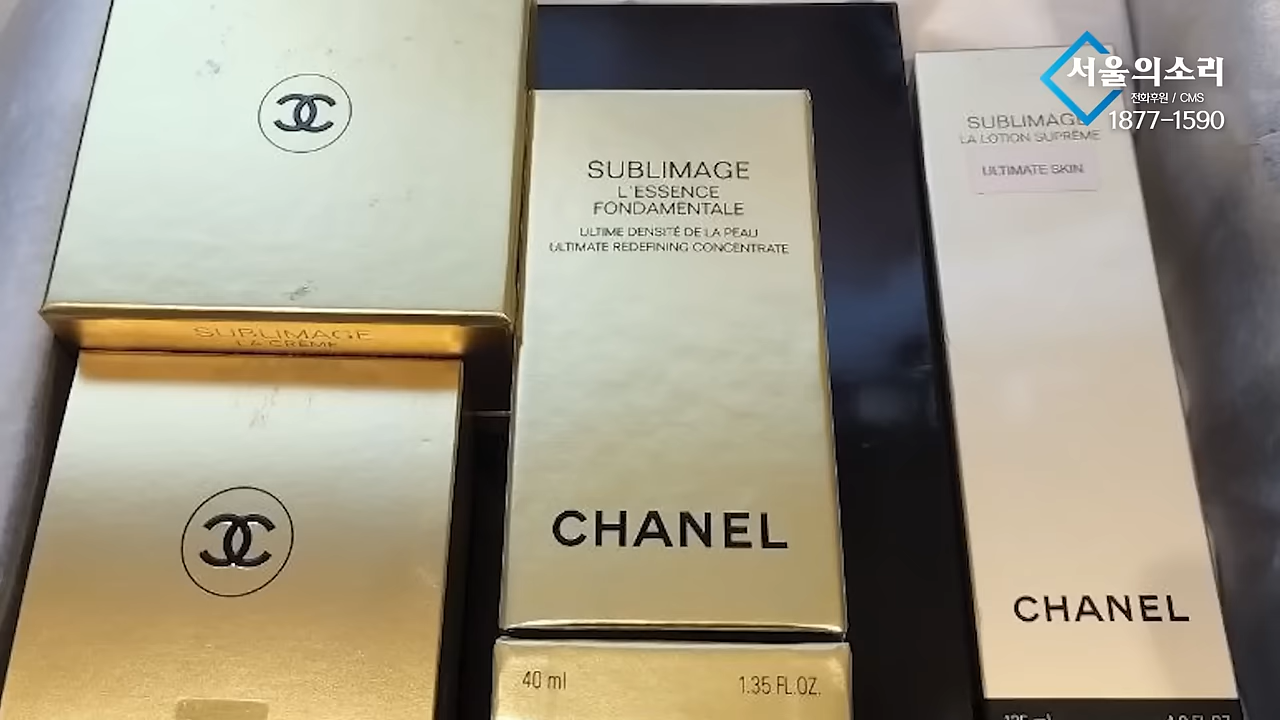 서울의소리
전화후원 / CMS
1877-1590
SUBLIMAGE
LA CRÈME
SUBLIMAGE
L'ESSENCE
FONDAMENTALE
ULTIME DENSITÉ DE LA PEAU
ULTIMATE REDEFINING CONCENTRATE
CHANEL
40 ml
1.35 FL.OZ.
SUBLIMAGE
LA LOTION SUPRÊME
ULTIMATE SKIN
CHANEL